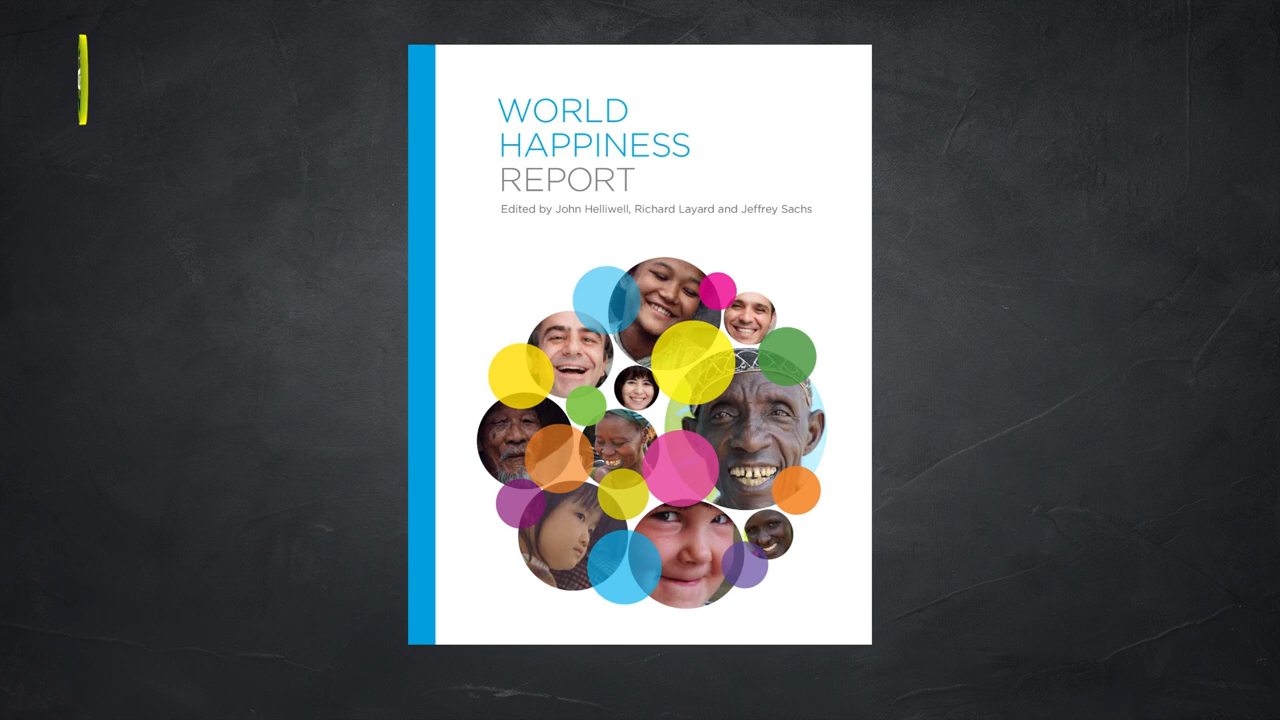 WORLD
HAPPINESS
REPORT
Edited by John Helliwell, Richard Layard and Jeffrey Sachs